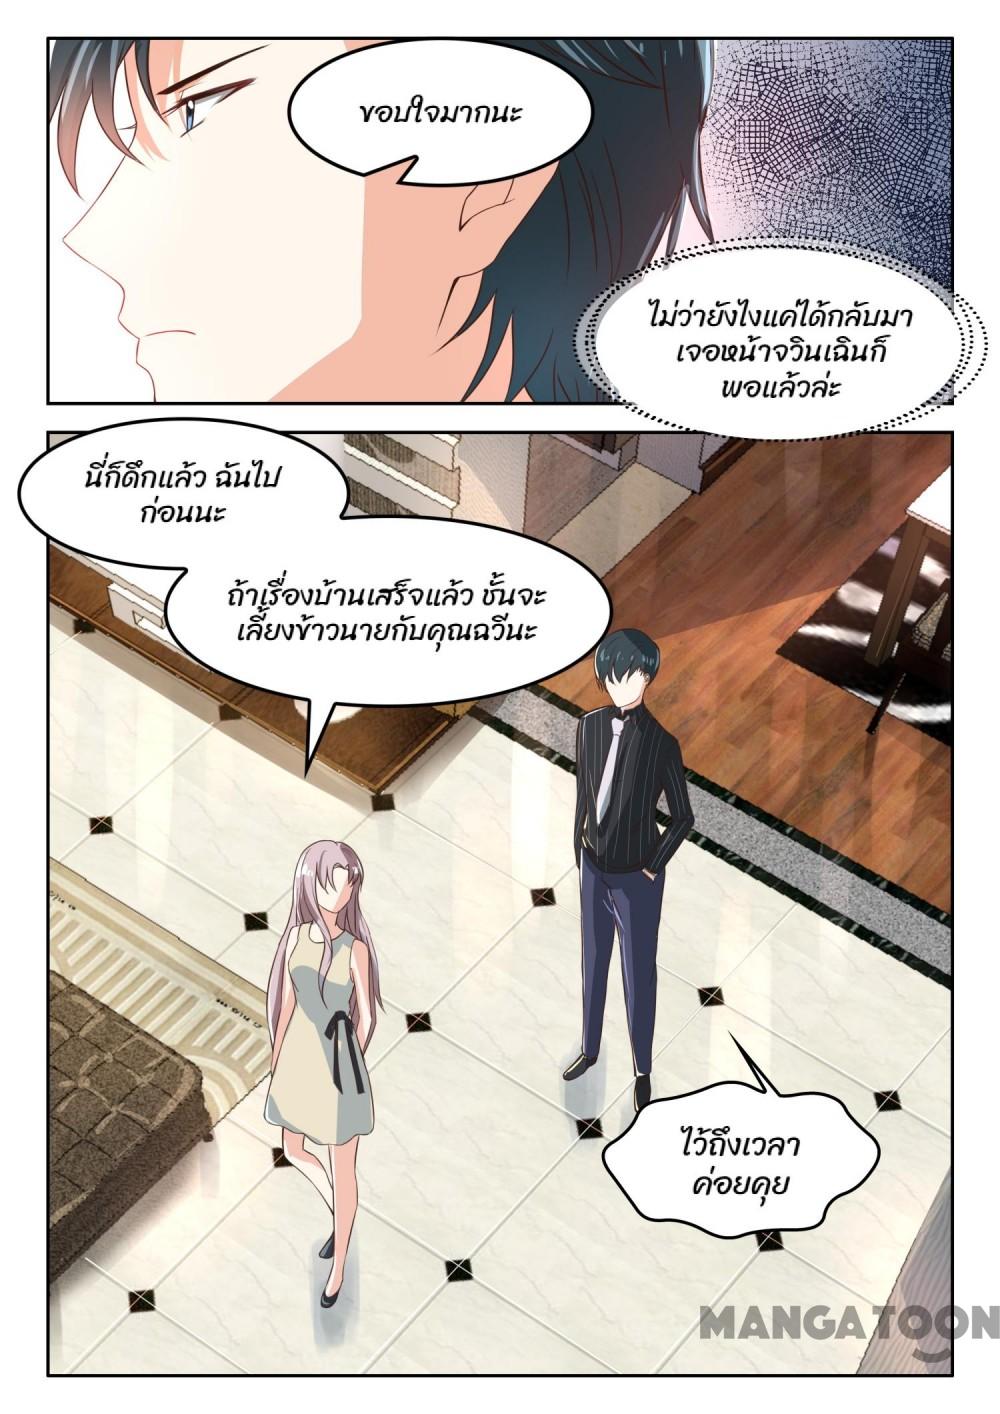 ขอบใจมากนะ
ไม่ว่ายังไงแค่ได้กลับมา
เจอหน้าจวินเฉินก็
พอแล้วล่ะ
นี่ก็ดึกแล้ว ฉันไป
ก่อนนะ
ถ้าเรื่องบ้านเสร็จแล้ว ชั้นจะ
เลี้ยงข้าวนายกับคุณฉวีนะ
ไว้ถึงเวลา
ค่อยคุย
MANGATOON